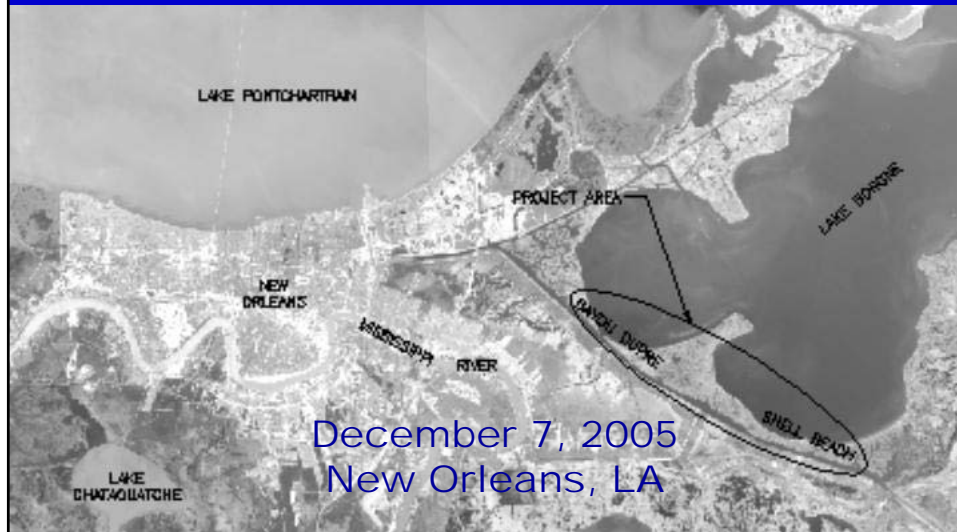 LAKE PONTCHARTRAIN
PROJECT AREA
LAKE BORGNE
NEW
ORLEANS
MISSISSIPPI RIVER
BAYOU DUPRE
SHELL BEACH
December 7, 2005
New Orleans, LA
LAKE
CHATAQUATCHE